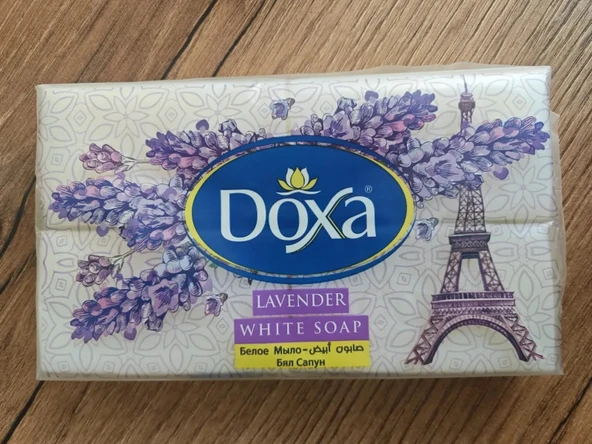 Doxa®
LAVENDER
WHITE SOAP
Белое Мыло - صابون أبيض
Бял Сапун